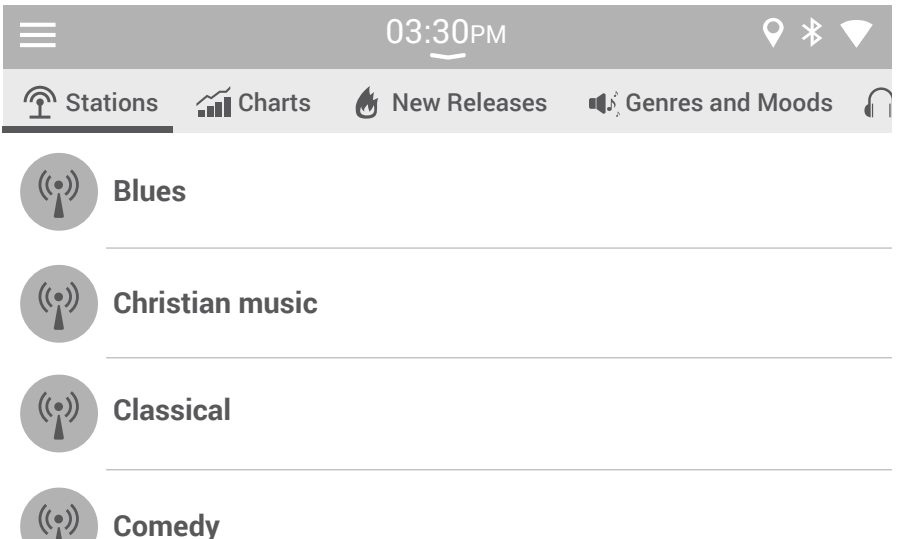 03:30PM
Stations Charts New Releases Genres and Moods
Blues
Christian music
Classical
Comedy